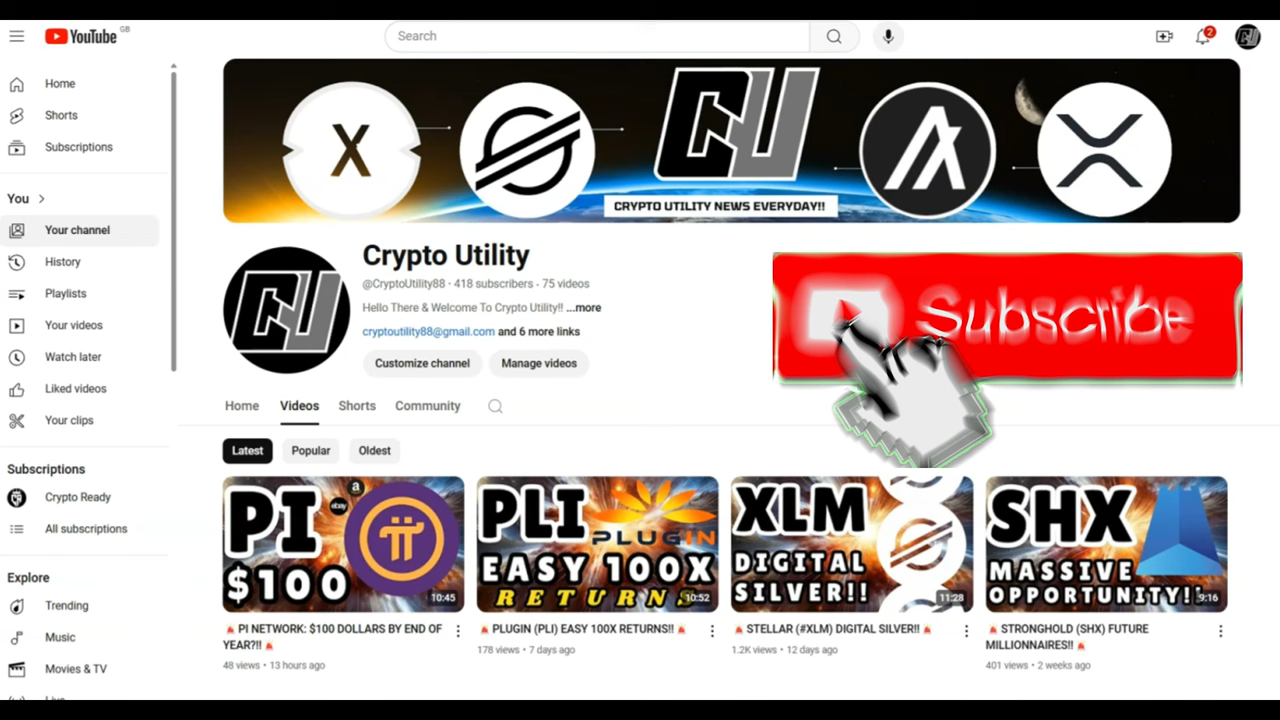 YouTube GB
Search
2
Home
Shorts
Subscriptions
You
Your channel
History
Playlists
Your videos
Watch later
Liked videos
Your clips
Subscriptions
Crypto Ready
All subscriptions
Explore
Trending
Music
Movies & TV
Live
X
CU
CRYPTO UTILITY NEWS EVERYDAY!!
CU
Crypto Utility
@CryptoUtility88 · 418 subscribers · 75 videos
Hello There & Welcome To Crypto Utility!! ...more
cryptoutility88@gmail.com and 6 more links
Customize channel
Manage videos
Subscribe
Home
Videos
Shorts
Community
Latest
Popular
Oldest
PI
a
ebay
$100
10:45
🚨 PI NETWORK: $100 DOLLARS BY END OF
YEAR?!! 🚨
48 views · 13 hours ago
PLI
PLUGIN
EASY 100X
RETURNS
10:52
🚨 PLUGIN (PLI) EASY 100X RETURNS!! 🚨
178 views · 7 days ago
XLM
DIGITAL
SILVER!!
11:28
🚨 STELLAR (#XLM) DIGITAL SILVER!! 🚨
1.2K views · 12 days ago
SHX
MASSIVE
OPPORTUNITY!!
9:16
🚨 STRONGHOLD (SHX) FUTURE
MILLIONNAIRES!! 🚨
401 views · 2 weeks ago